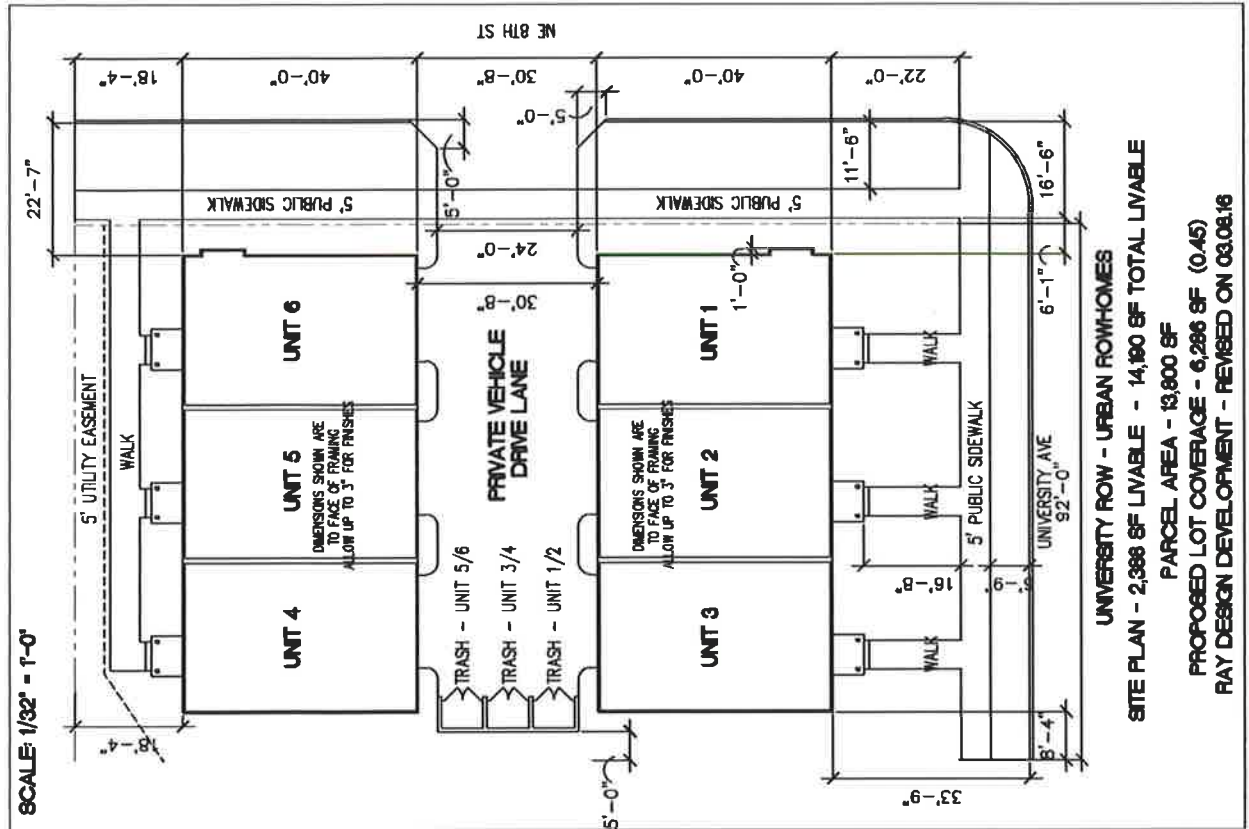 SCALE: 1/32" = 1'-0"
NE 8TH ST
18'-4"
40'-0"
30'-8"
40'-0"
22'-0"
22'-7"
5'-0"
5'-0"
11'-6"
16'-6"
5' PUBLIC SIDEWALK
5' PUBLIC SIDEWALK
24'-0"
30'-8"
1'-0"
6'-1"
5' UTILITY EASEMENT
WALK
UNIT 6
UNIT 5
DIMENSIONS SHOWN ARE
TO FACE OF FRAMING
ALLOW UP TO 3" FOR FINISHES
UNIT 4
PRIVATE VEHICLE
DRIVE LANE
TRASH - UNIT 5/6
TRASH - UNIT 3/4
TRASH - UNIT 1/2
UNIT 1
UNIT 2
DIMENSIONS SHOWN ARE
TO FACE OF FRAMING
ALLOW UP TO 3" FOR FINISHES
UNIT 3
WALK
WALK
WALK
5' PUBLIC SIDEWALK
UNIVERSITY AVE
92'-0"
16'-8"
6'-9"
18'-4"
5'-0"
33'-9"
8'-4"
UNIVERSITY ROW - URBAN ROWHOMES
SITE PLAN - 2,386 SF LIVABLE - 14,190 SF TOTAL LIVABLE
PARCEL AREA - 13,800 SF
PROPOSED LOT COVERAGE - 6,286 SF (0.45)
RAY DESIGN DEVELOPMENT - REVISED ON 03.08.16